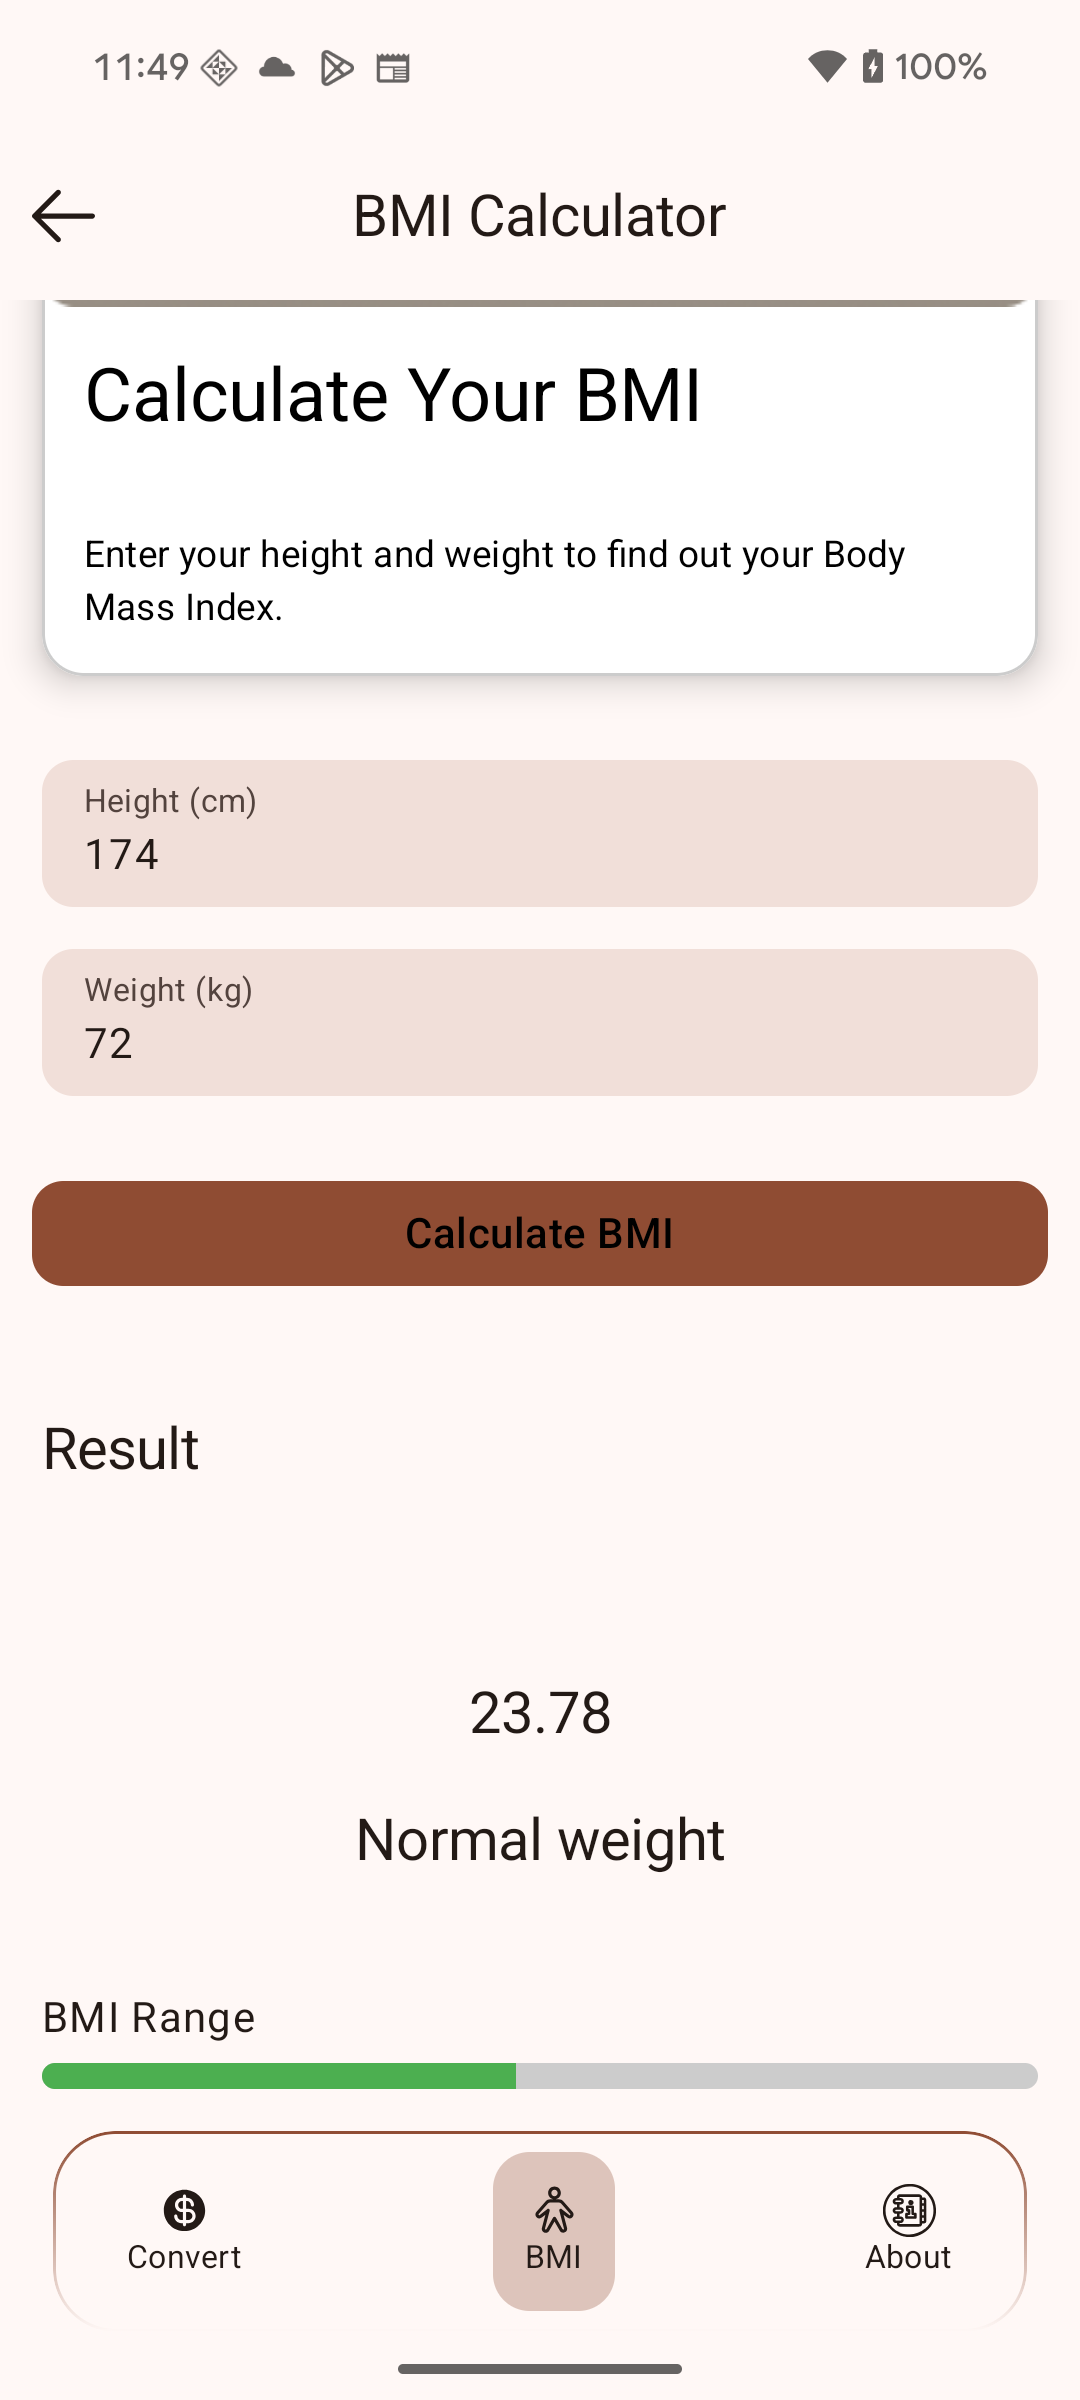 11:49
100%
BMI Calculator
Calculate Your BMI
Enter your height and weight to find out your Body
Mass Index.
Height (cm)
174
Weight (kg)
72
Calculate BMI
Result
23.78
Normal weight
BMI Range
Convert
BMI
About